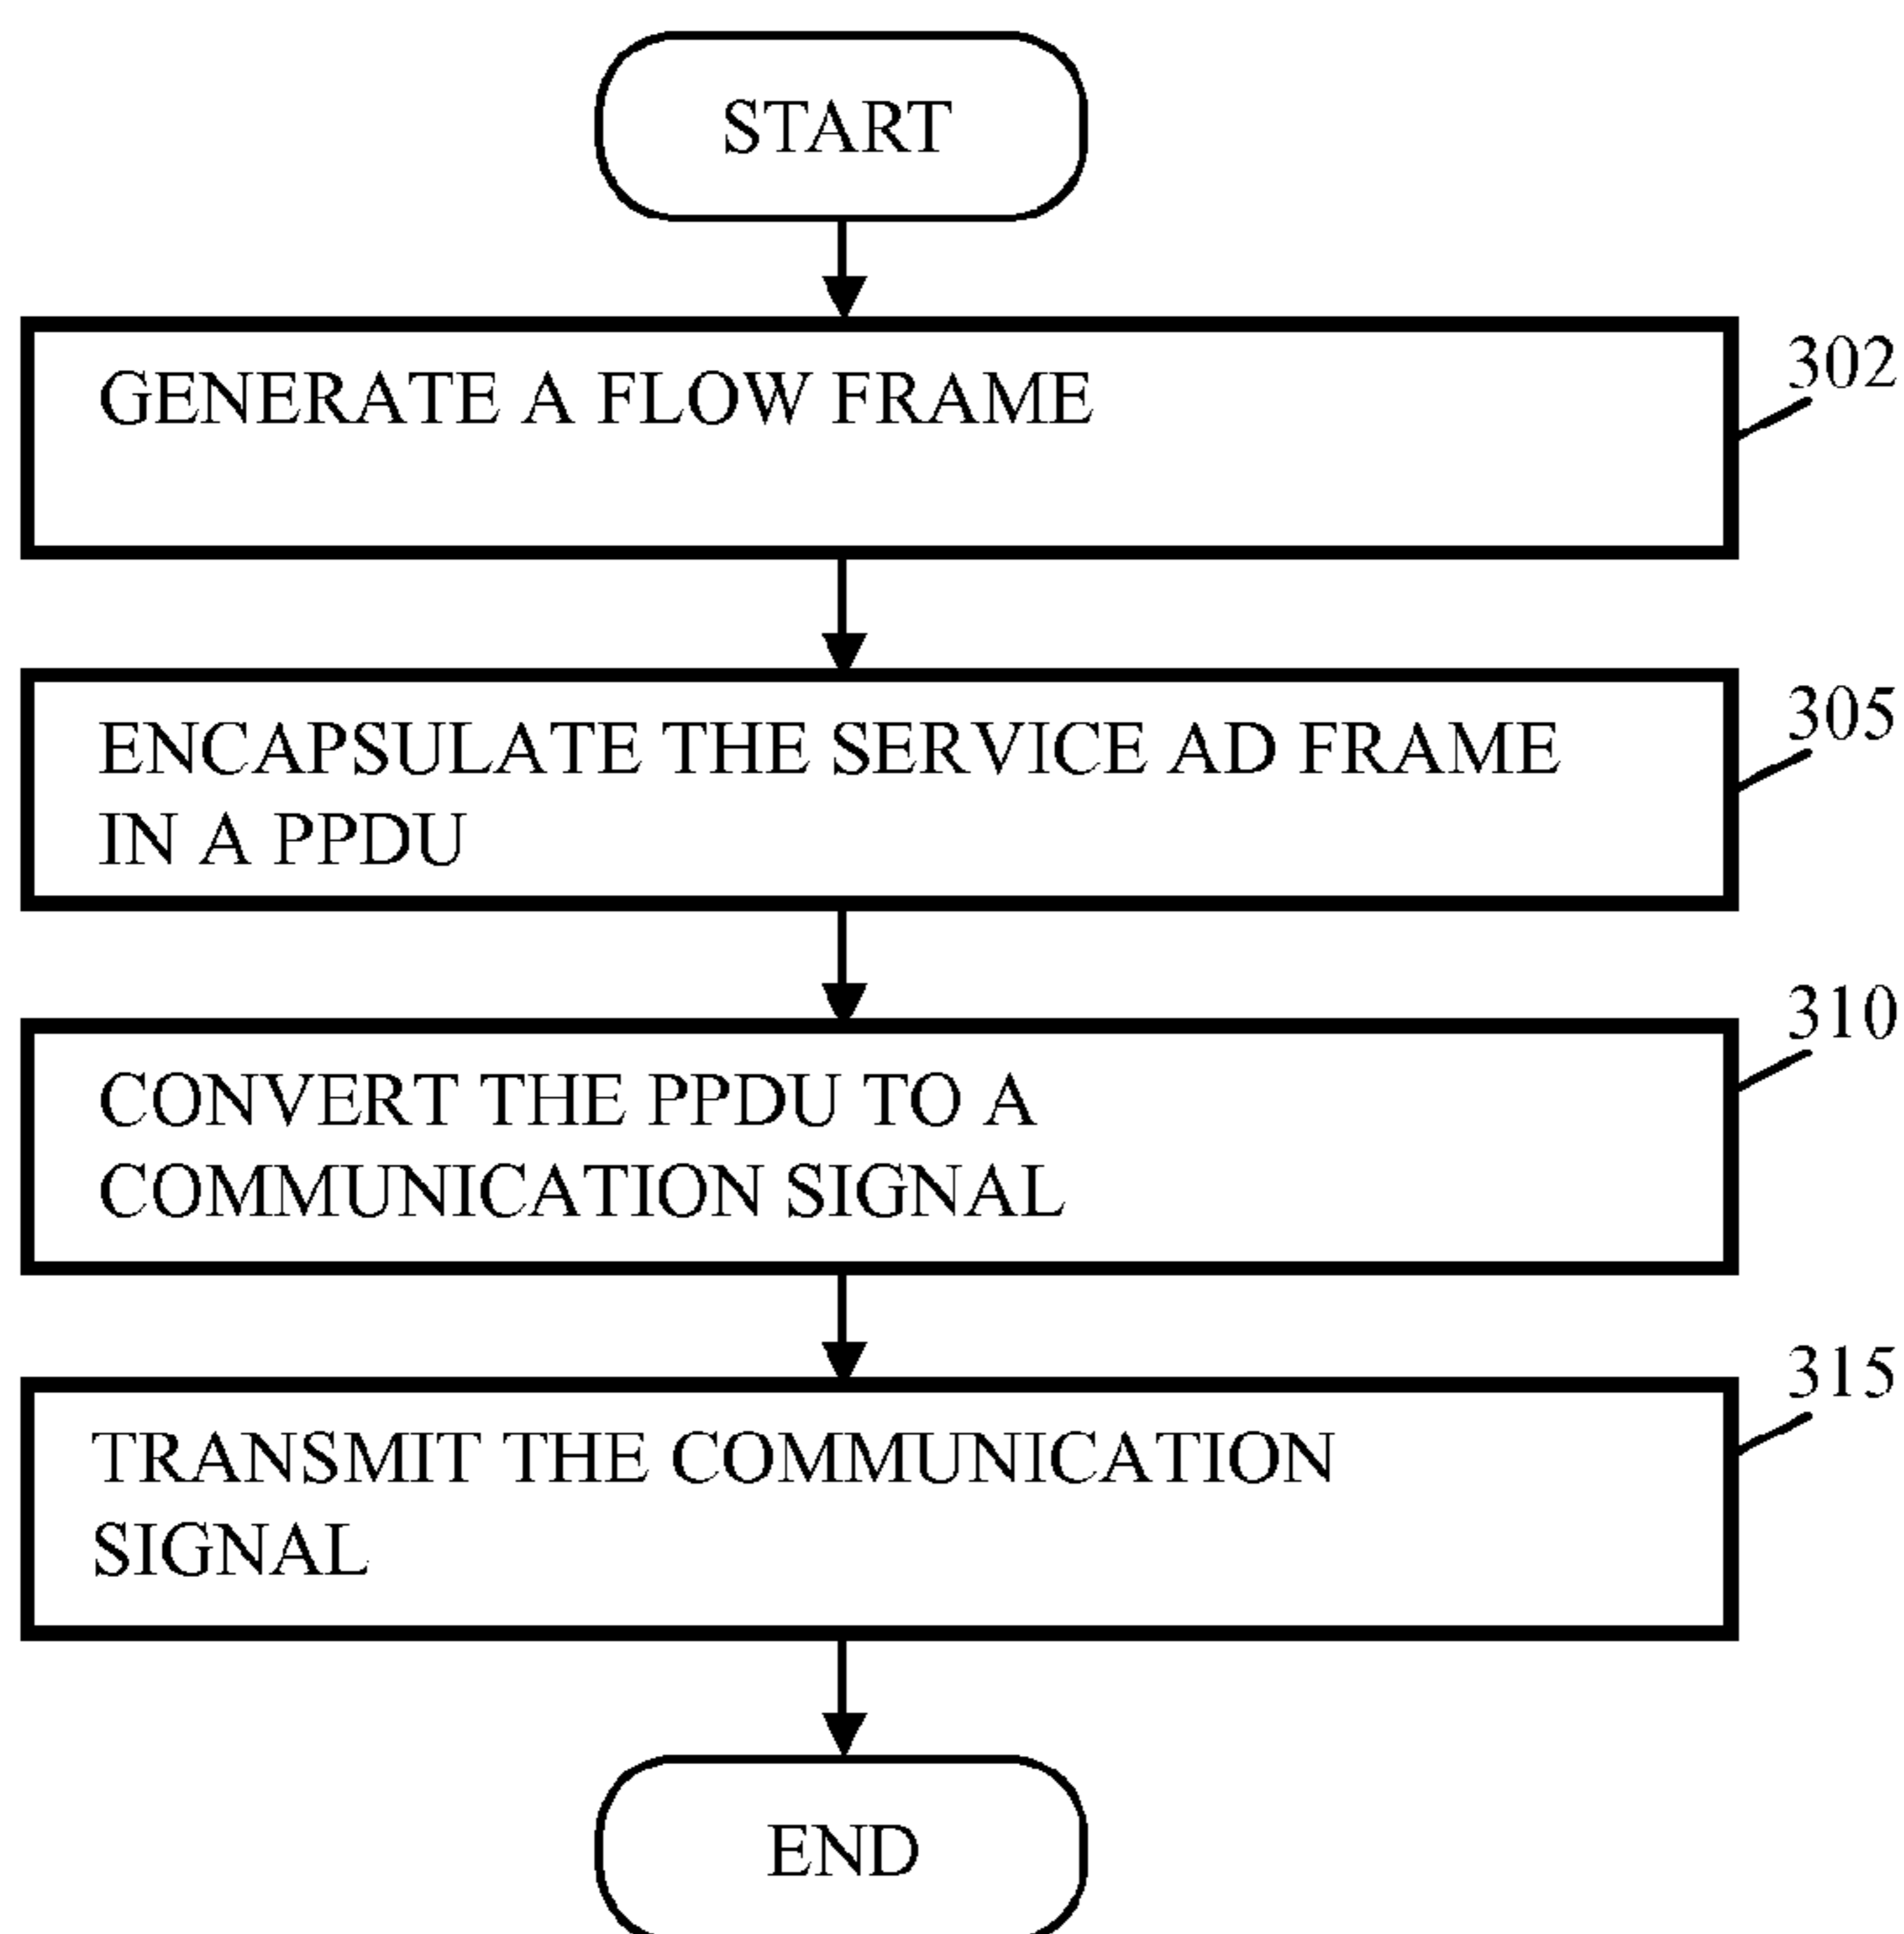 START
GENERATE A FLOW FRAME
302
ENCAPSULATE THE SERVICE AD FRAME
IN A PPDU
305
CONVERT THE PPDU TO A
COMMUNICATION SIGNAL
310
TRANSMIT THE COMMUNICATION
SIGNAL
315
END